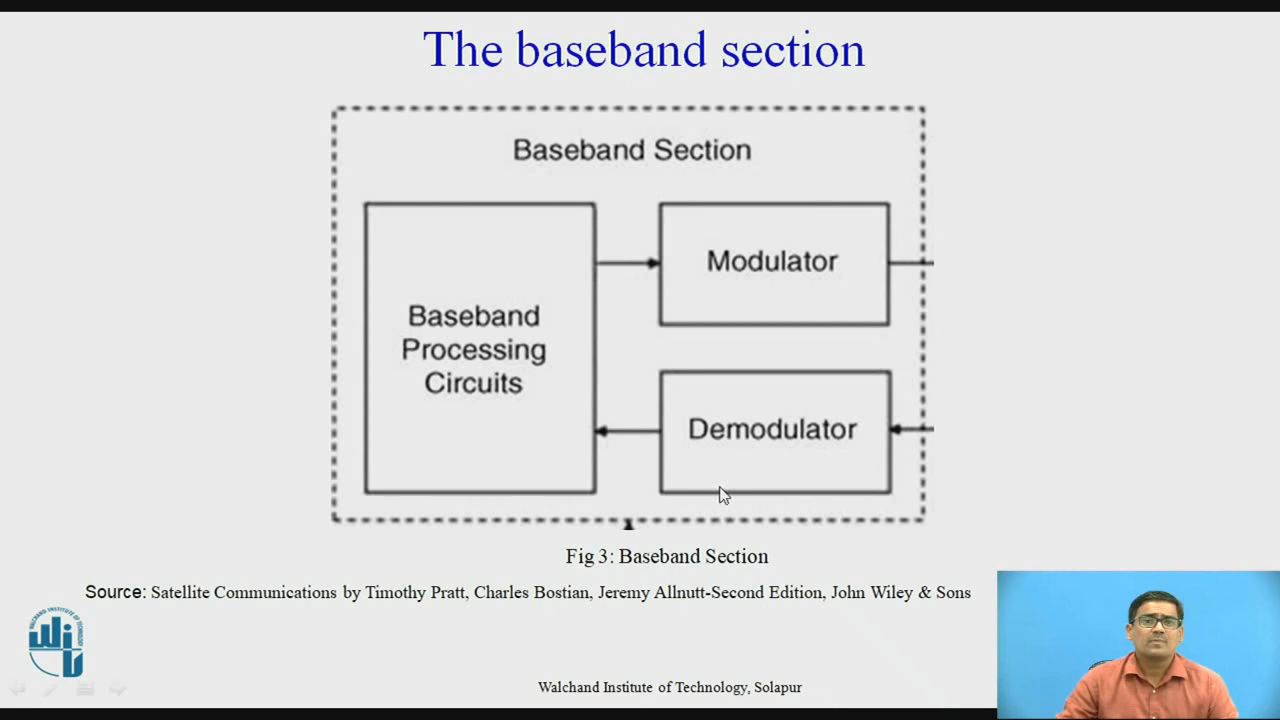 The baseband section
Baseband Section
Modulator
Baseband
Processing
Circuits
Demodulator
Fig 3: Baseband Section
Source: Satellite Communications by Timothy Pratt, Charles Bostian, Jeremy Allnutt-Second Edition, John Wiley & Sons
Walchand Institute of Technology, Solapur